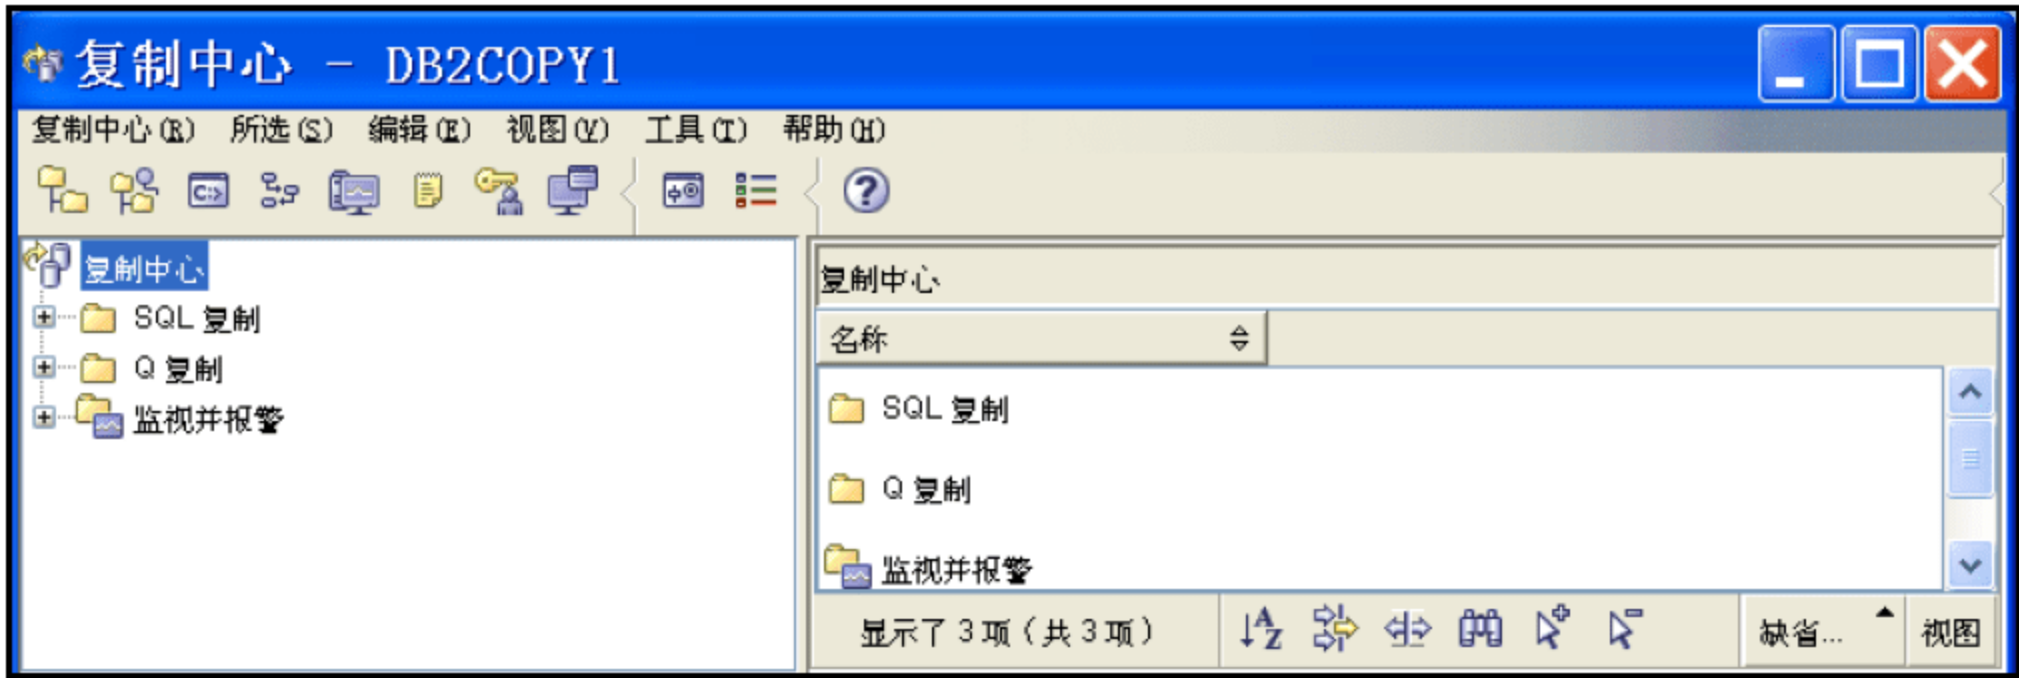 复制中心 - DB2COPY1
复制中心(R) 所选(S) 编辑(E) 视图(V) 工具(T) 帮助(H)
复制中心
SQL 复制
Q 复制
监视并报警
复制中心
名称
SQL 复制
Q 复制
监视并报警
显示了 3 项(共 3 项) 缺省... 视图